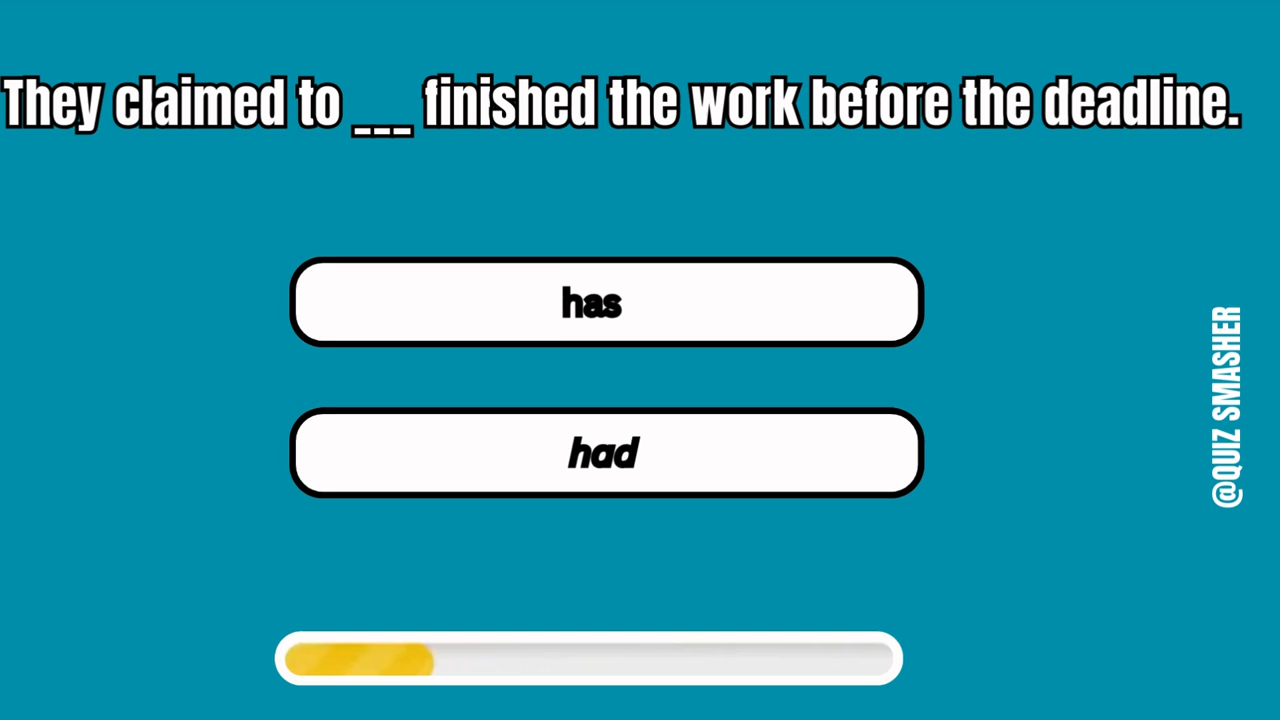 They claimed to ___ finished the work before the deadline.
has
had
@QUIZ SMASHER